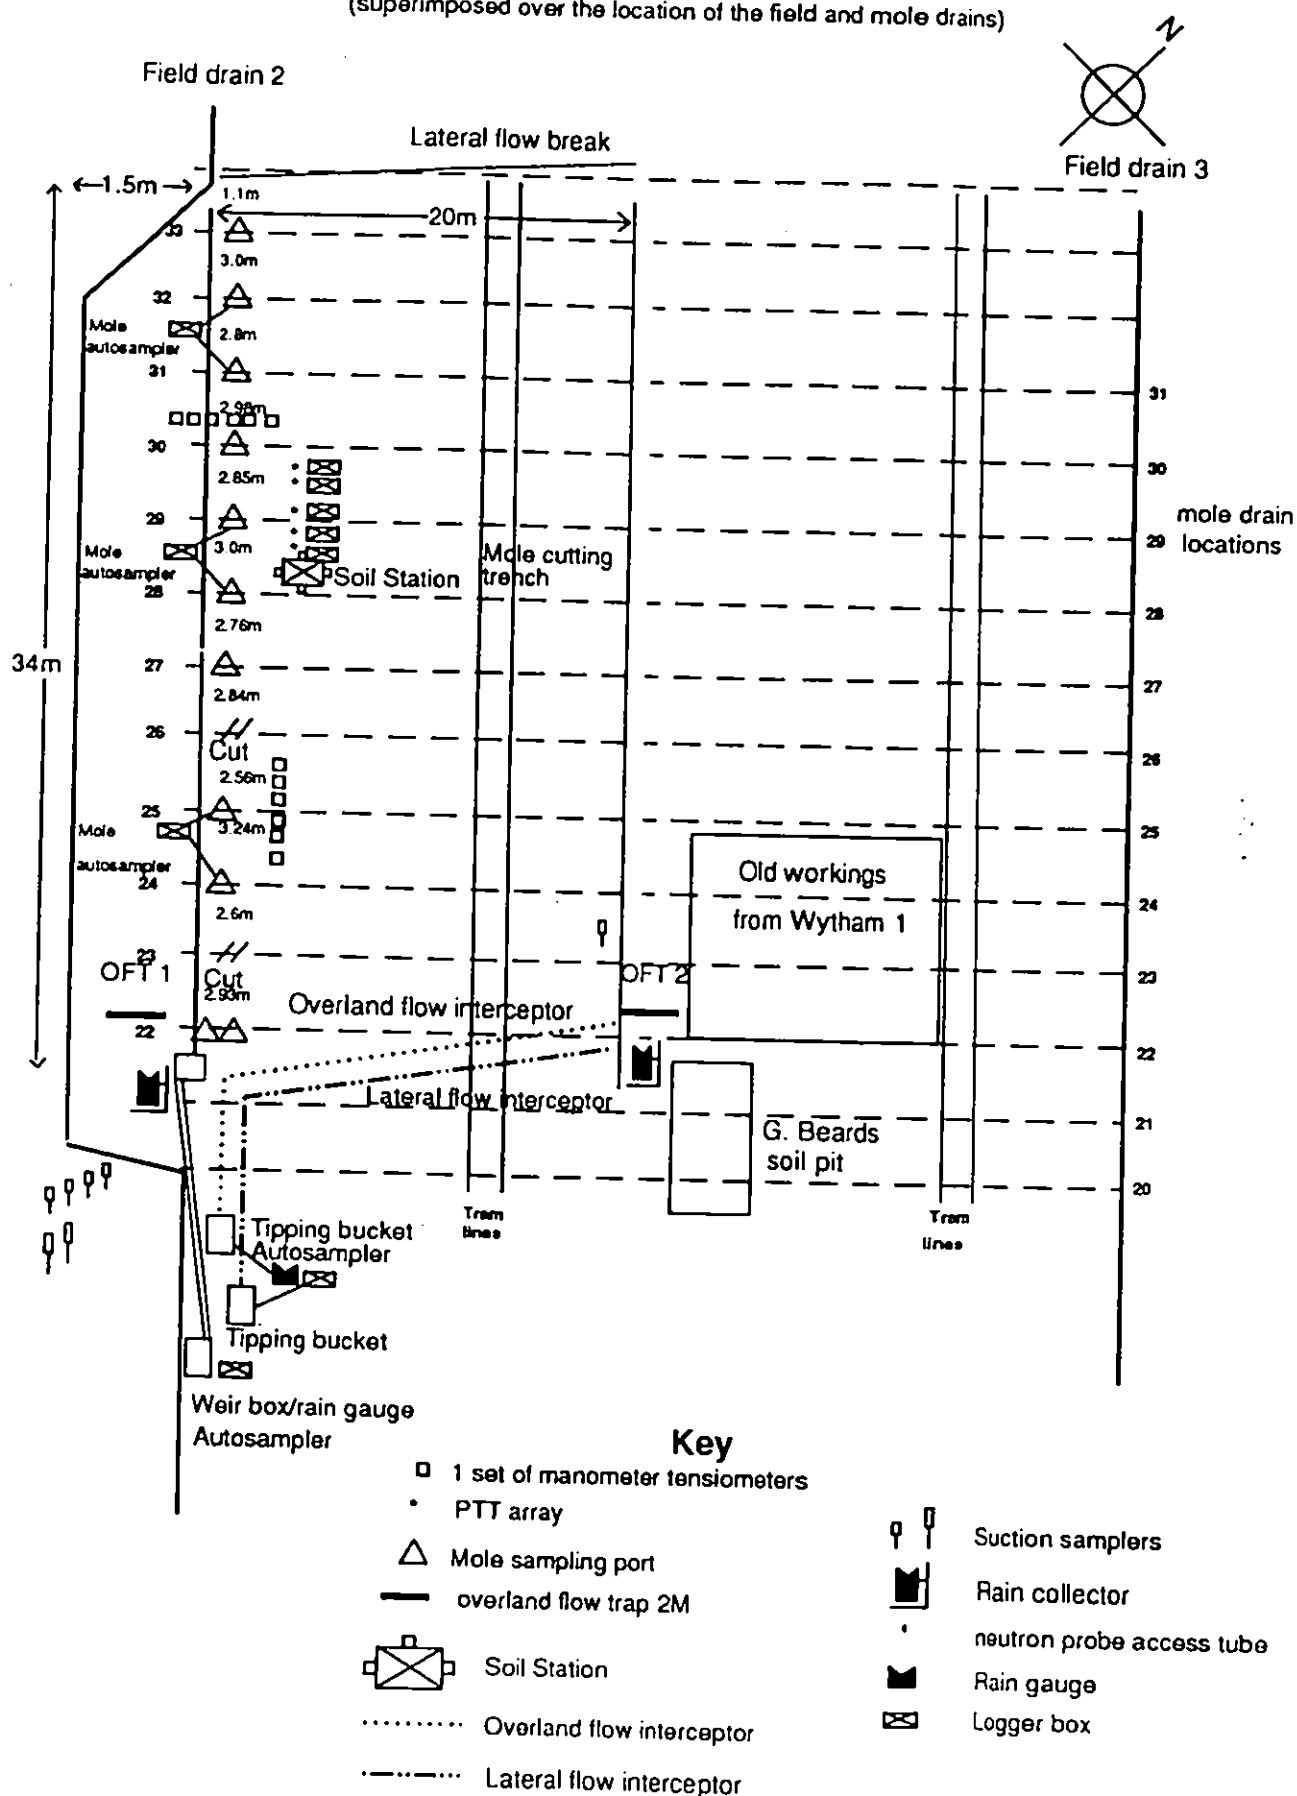 (superimposed over the location of the field and mole drains)
N
Field drain 2
Lateral flow break
Field drain 3
1.5m
1.1m
20m
33
3.0m
32
Mole
autosampler
2.8m
31
31
2.98m
30
30
2.85m
29
mole drain
locations
29
3.0m
Mole
autosampler
Mole cutting
trench
Soil Station
28
28
2.76m
34m
27
27
2.84m
26
26
Cut
2.56m
25
25
Mole
autosampler
3.24m
Old workings
from Wytham 1
24
24
2.6m
23
23
OFT 1
Cut
2.93m
OFT 2
Overland flow interceptor
22
22
Lateral flow interceptor
21
G. Beards
soil pit
20
Tram
lines
Tram
lines
Tipping bucket
Autosampler
Tipping bucket
Weir box/rain gauge
Autosampler
Key
1 set of manometer tensiometers
PTT array
Mole sampling port
overland flow trap 2M
Soil Station
Overland flow interceptor
Lateral flow interceptor
Suction samplers
Rain collector
neutron probe access tube
Rain gauge
Logger box